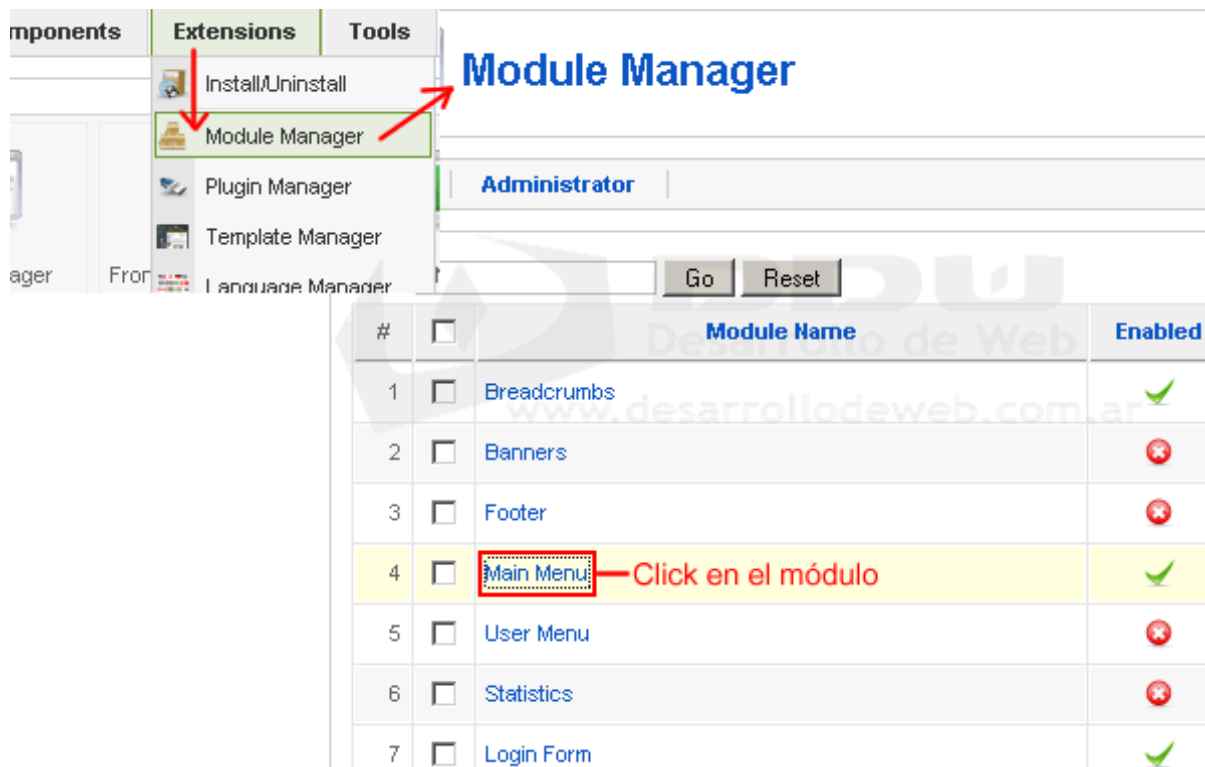 mponents Extensions Tools
Install/Uninstall
Module Manager
Module Manager
Plugin Manager
Administrator
Template Manager
ager
Language Manager
Go Reset
DDU
Desarrollo de Web
www.desarrollodeweb.com.ar
# Module Name Enabled
1 Breadcrumbs
2 Banners
3 Footer
4 Main Menu Click en el módulo
5 User Menu
6 Statistics
7 Login Form